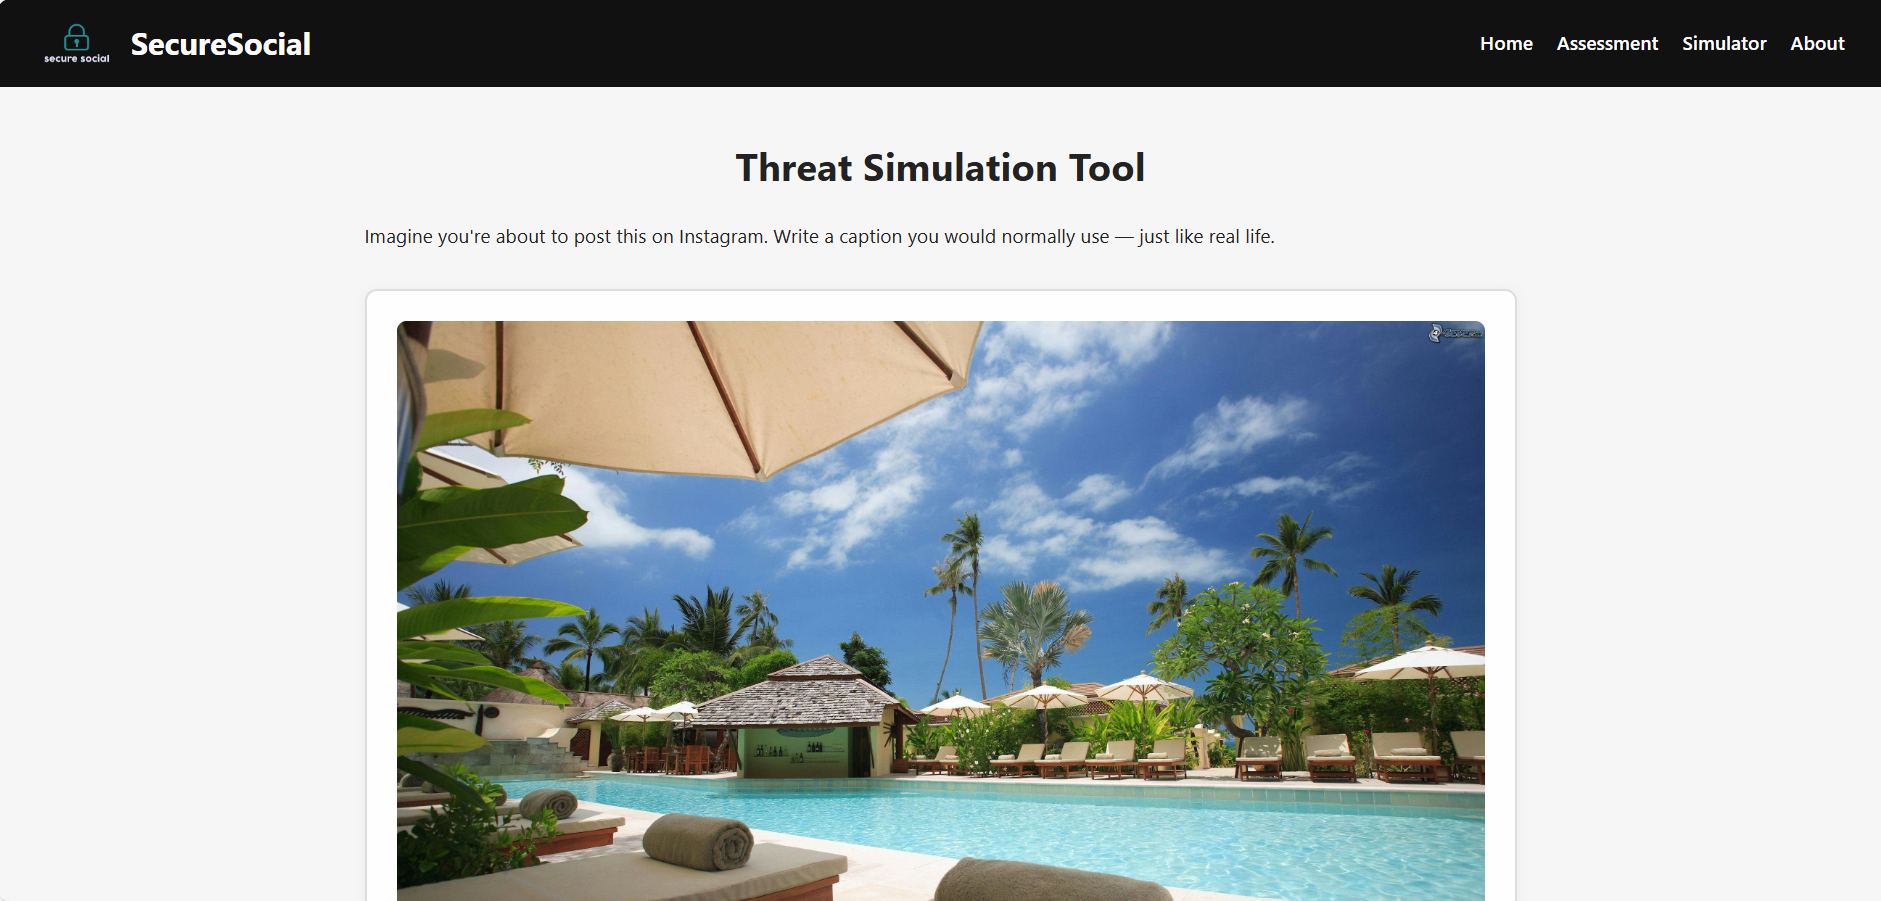 secure social
SecureSocial
Home Assessment Simulator About
Threat Simulation Tool
Imagine you're about to post this on Instagram. Write a caption you would normally use — just like real life.